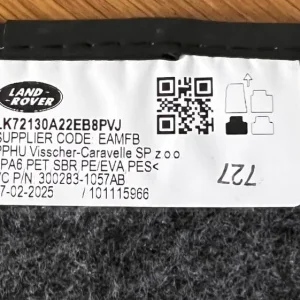 LAND
ROVER
LK72130A22EB8PVJ
SUPPLIER CODE: EAMFB
PPHU Visscher-Caravelle SP z o o
PA6 PET SBR PE/EVA PES<
C P/N 300283-1057AB
7-02-2025 / 101115966
727